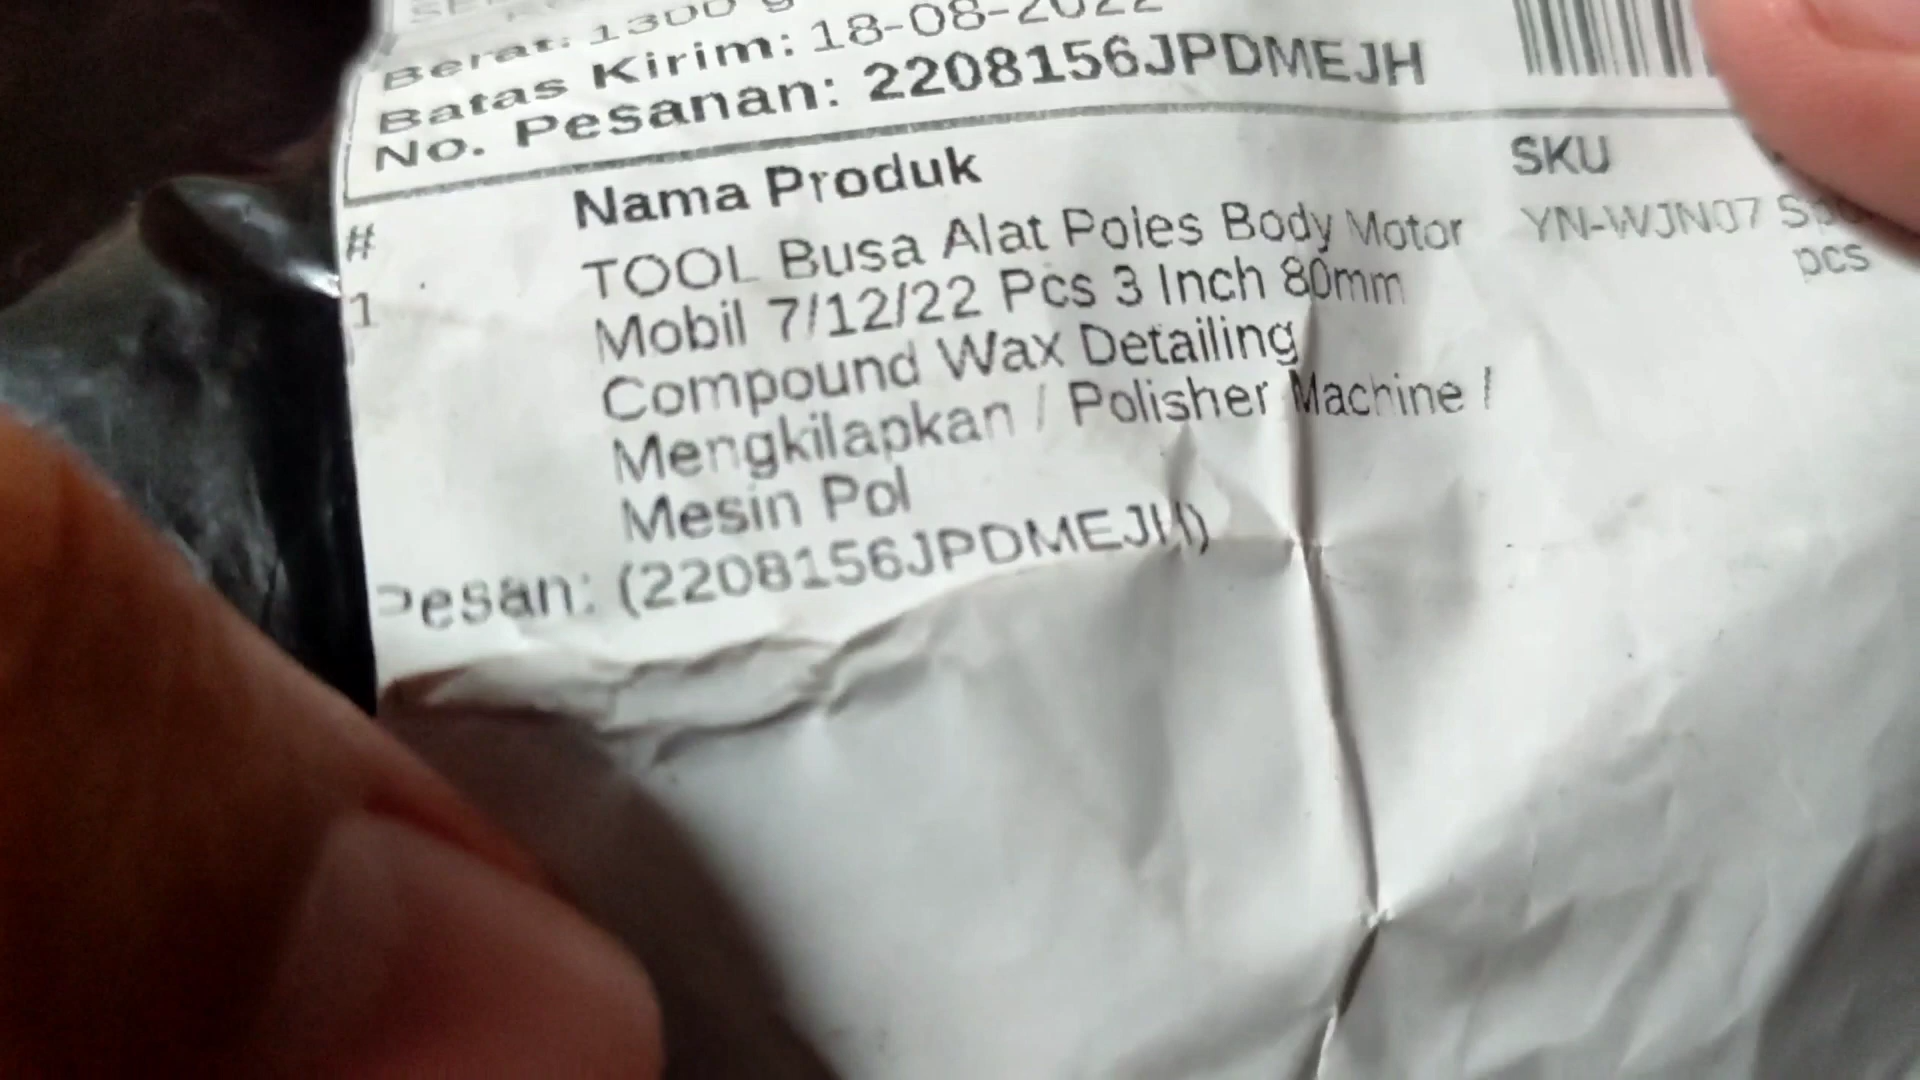 Berat: 1300 g
Batas Kirim: 18-08-2022
No. Pesanan: 2208156JPDMEJH
# Nama Produk SKU
1 TOOL Busa Alat Poles Body Motor YN-WJN07
Mobil 7/12/22 Pcs 3 Inch 80mm pcs
Compound Wax Detailing
Mengkilapkan / Polisher Machine /
Mesin Pol
Pesan: (2208156JPDMEJH)